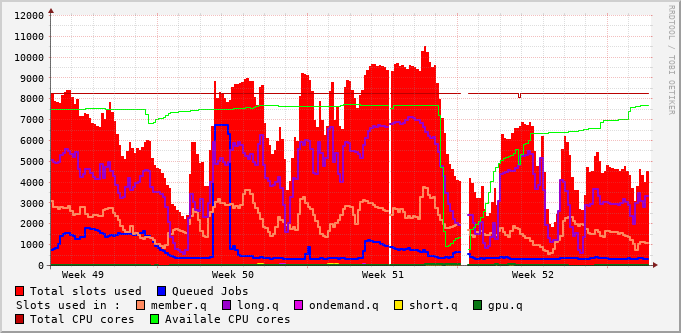 RRDTOOL / TOBI OETIKER
12000
11000
10000
9000
8000
7000
6000
5000
4000
3000
2000
1000
0
Week 49 Week 50 Week 51 Week 52
Total slots used Queued Jobs
Slots used in : member.q long.q ondemand.q short.q gpu.q
Total CPU cores Availale CPU cores